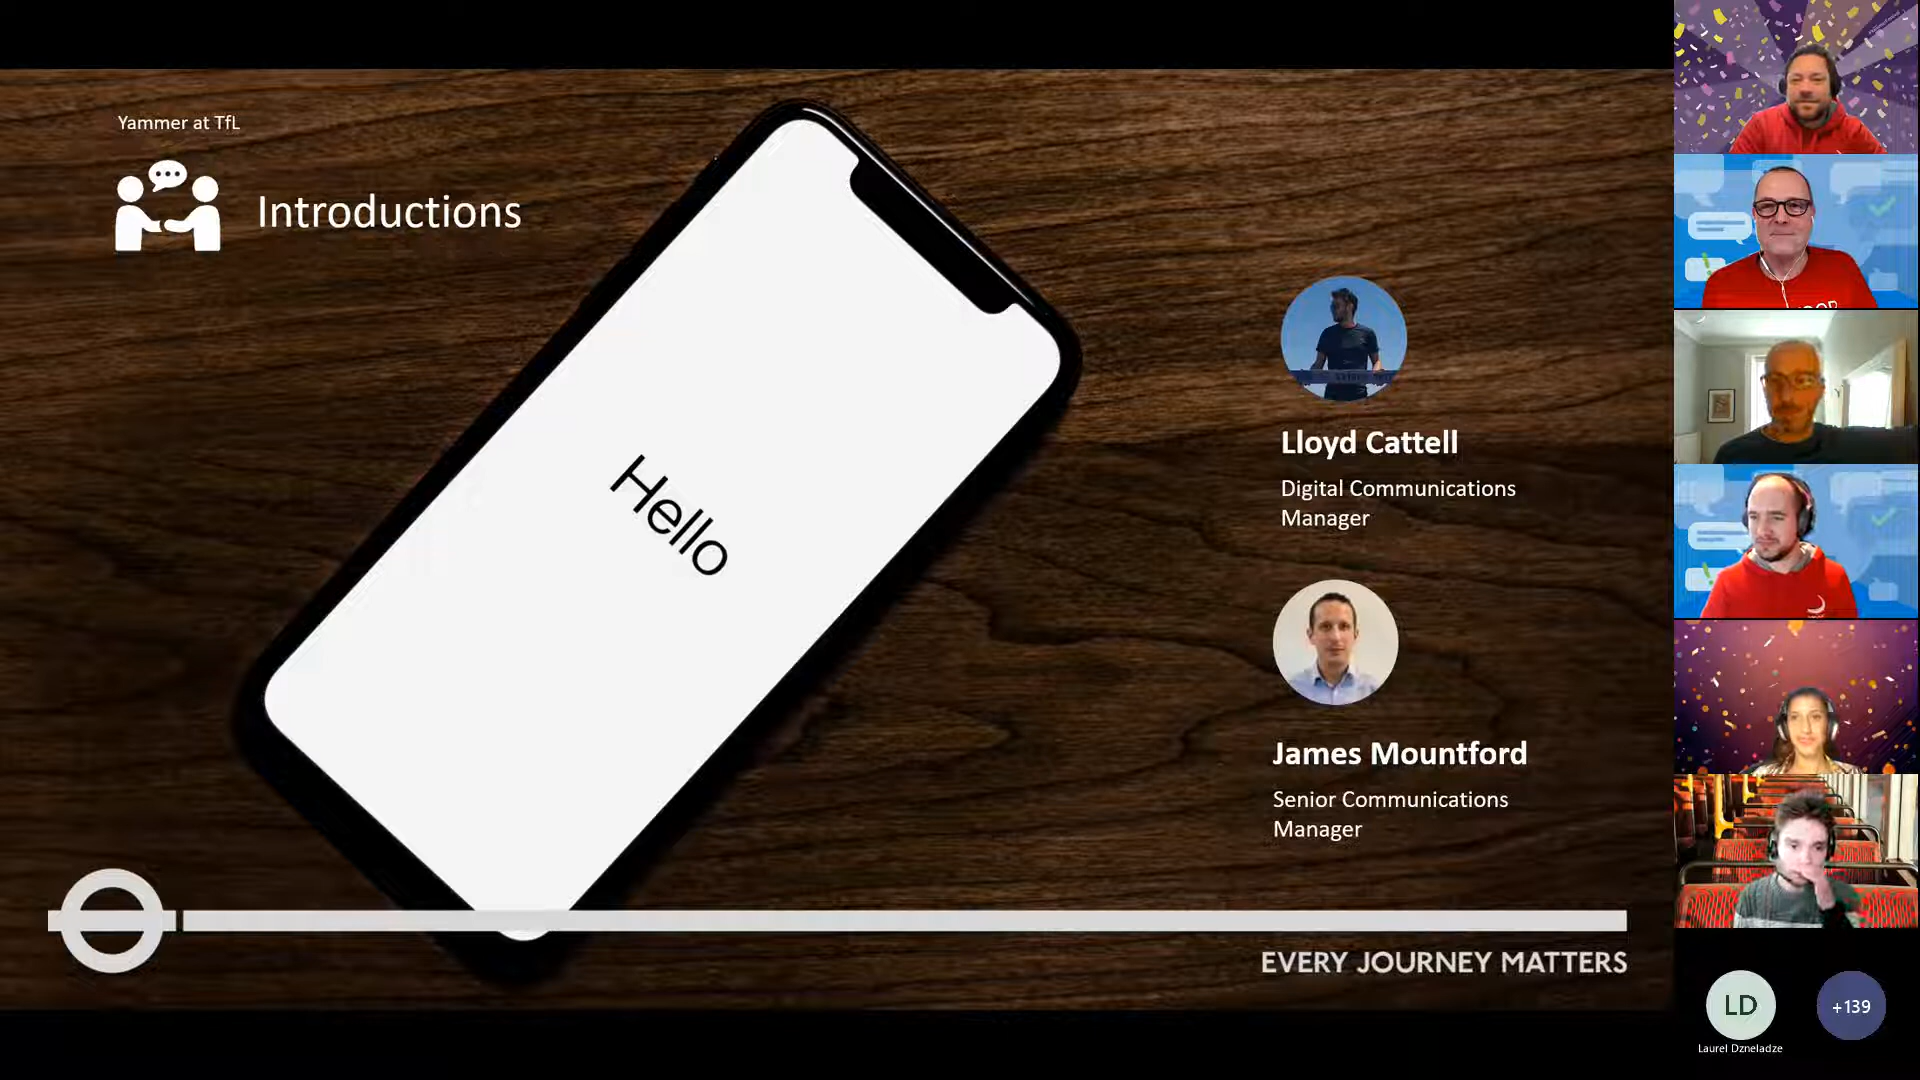 Yammer at TfL
Introductions
Hello
Lloyd Cattell
Digital Communications
Manager
James Mountford
Senior Communications
Manager
EVERY JOURNEY MATTERS
LD
+139
Laurel Dzneladze